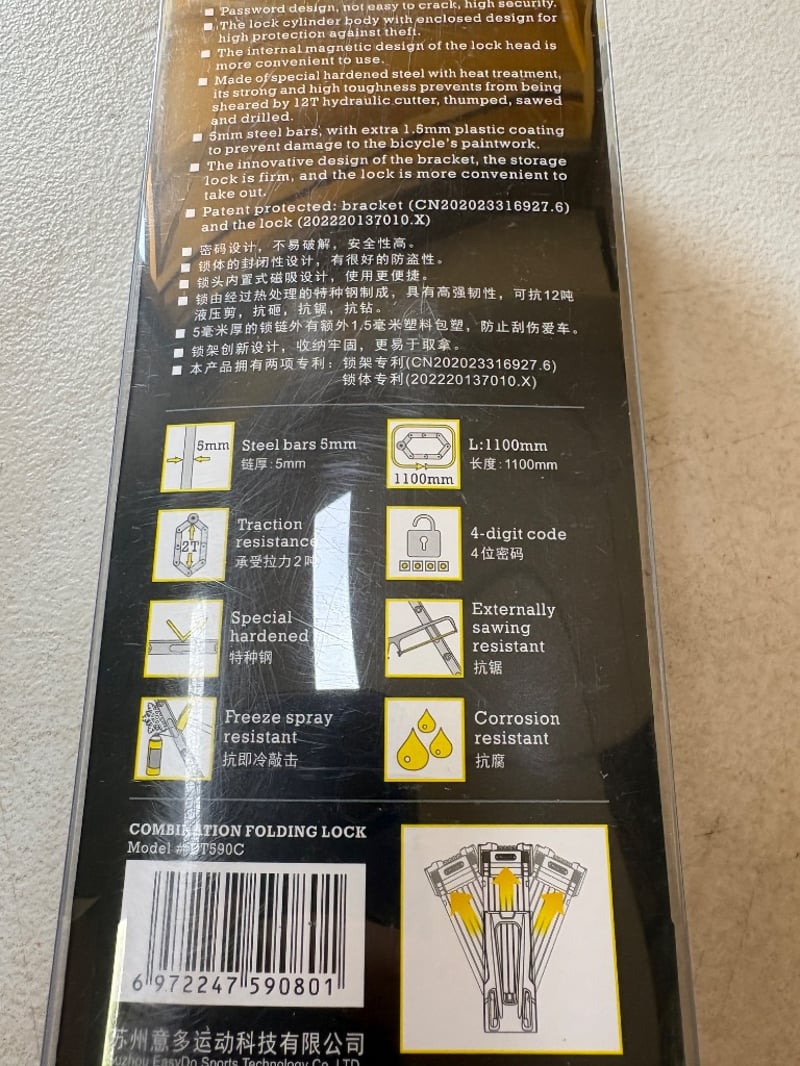 ■ Password design, not easy to crack, high security.
■ The lock cylinder body with enclosed design for
high protection against theft.
■ The internal magnetic design of the lock head is
more convenient to use.
■ Made of special hardened steel with heat treatment,
its strong and high toughness prevents from being
sheared by 12T hydraulic cutter, thumped, sawed
and drilled.
■ 5mm steel bars, with extra 1.5mm plastic coating
to prevent damage to the bicycle's paintwork.
■ The innovative design of the bracket, the storage
lock is firm, and the lock is more convenient to
take out.
■ Patent protected: bracket (CN202023316927.6)
and the lock (202220137010.X)
■ 密码设计，不易破解，安全性高。
■ 锁体的封闭性设计，有很好的防盗性。
■ 锁头内置式磁吸设计，使用更便捷。
■ 锁由经过热处理的特种钢制成，具有高强韧性，可抗12吨
液压剪，抗砸，抗锯，抗钻。
■ 5毫米厚的锁链外有额外1.5毫米塑料包塑，防止刮伤爱车。
■ 锁架创新设计，收纳牢固，更易于取拿。
■ 本产品拥有两项专利：锁架专利(CN202023316927.6)
锁体专利(202220137010.X)
5mm
Steel bars 5mm
链厚：5mm
1100mm
L:1100mm
长度：1100mm
2T
Traction
resistance
承受拉力2吨
4-digit code
4位密码
Special
hardened
特种钢
Externally
sawing
resistant
抗锯
Freeze spray
resistant
抗即冷敲击
Corrosion
resistant
抗腐
COMBINATION FOLDING LOCK
Model #:
6 972247 590801
苏州意多运动科技有限公司
Suzhou EasyDo Sports Technology Co.,LTD